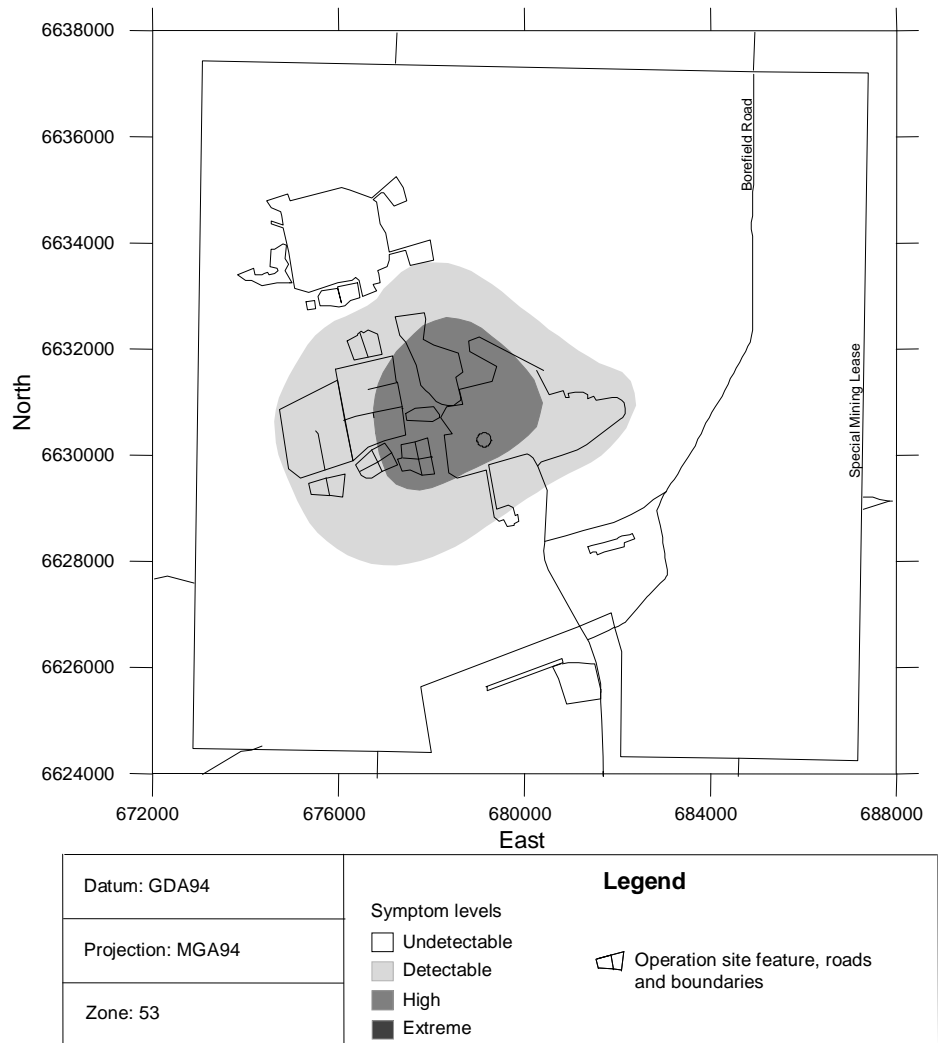 6638000
6636000
6634000
6632000
6630000
6628000
6626000
6624000
North
Borefield Road
Special Mining Lease
672000 676000 680000 684000 688000
East
Datum: GDA94
Projection: MGA94
Zone: 53
Legend
Symptom levels
Undetectable
Detectable
High
Extreme
Operation site feature, roads
and boundaries